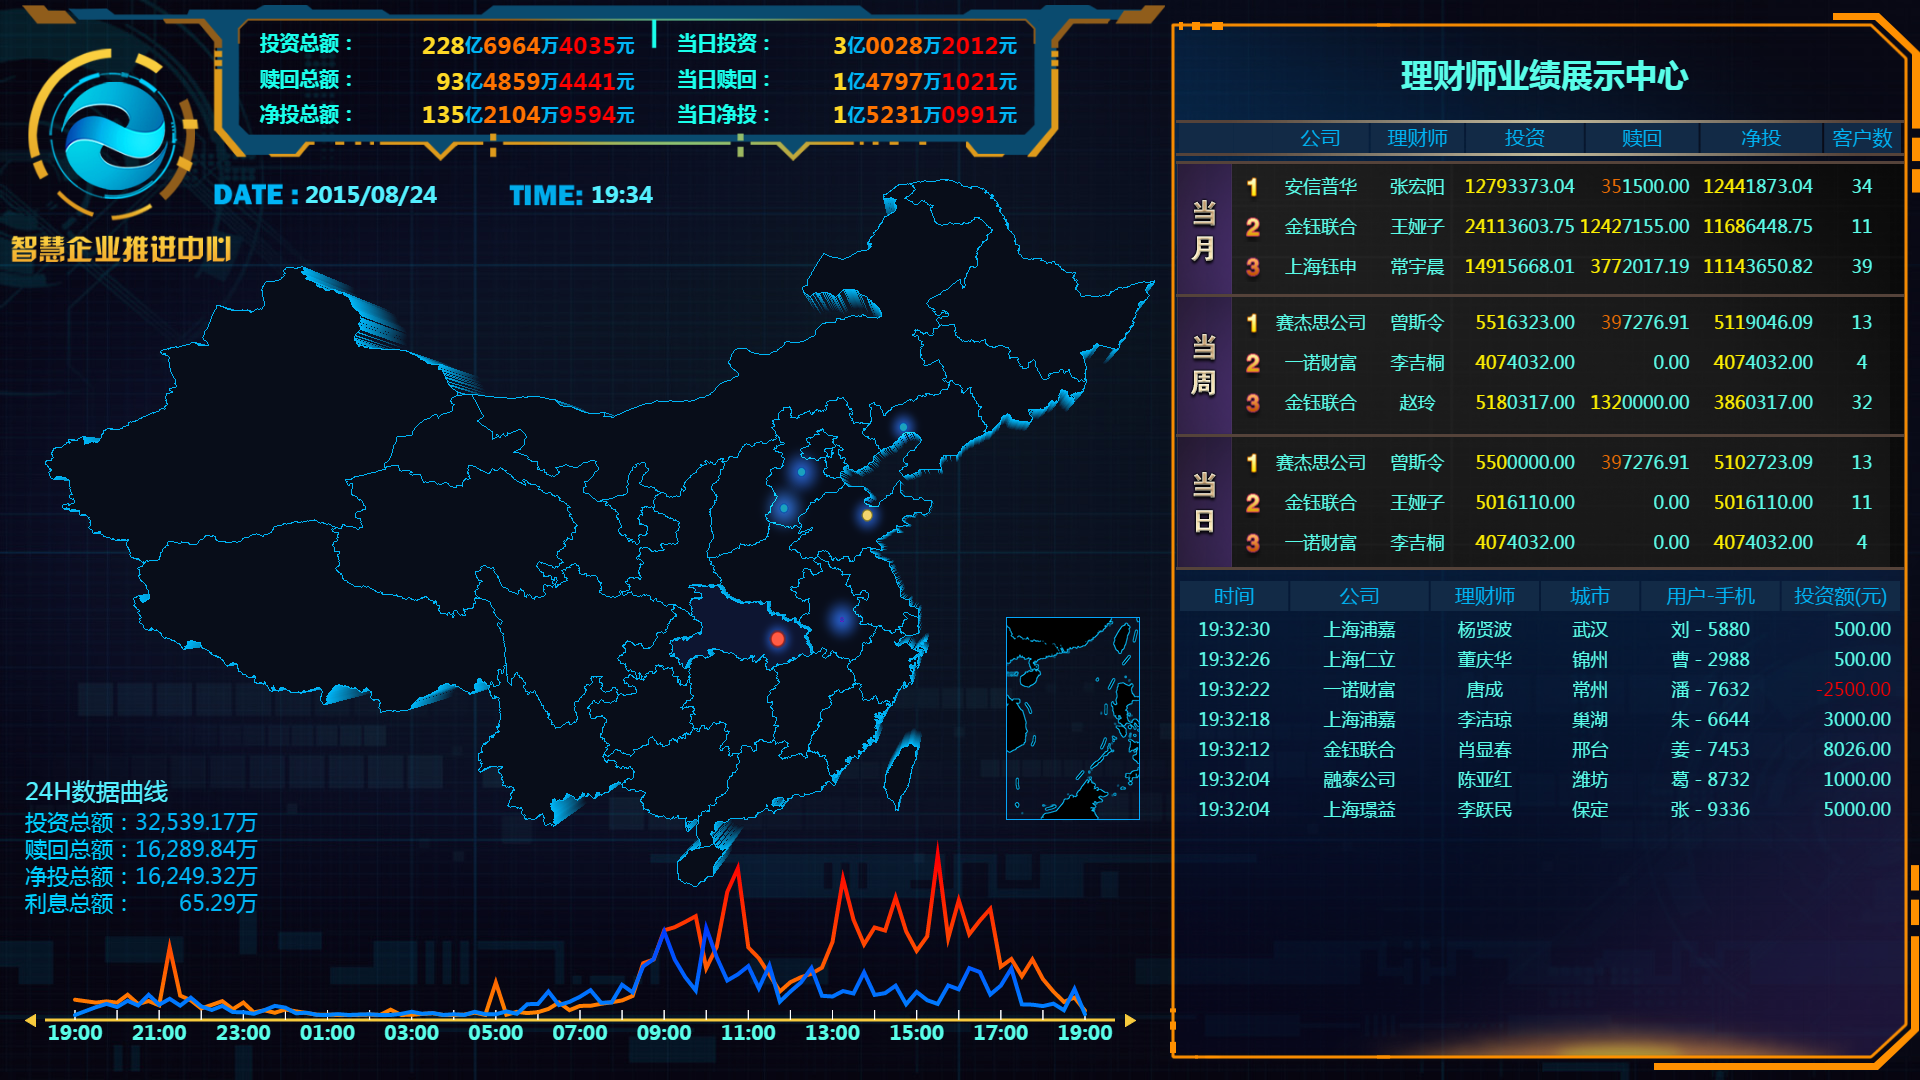 投资总额： 228亿6964万4035元 当日投资： 3亿0028万2012元
赎回总额： 93亿4859万4441元 当日赎回： 1亿4797万1021元
净投总额： 135亿2104万9594元 当日净投： 1亿5231万0991元
智慧企业推进中心
DATE：2015/08/24 TIME: 19:34
24H数据曲线
投资总额：32,539.17万
赎回总额：16,289.84万
净投总额：16,249.32万
利息总额： 65.29万
19:00 21:00 23:00 01:00 03:00 05:00 07:00 09:00 11:00 13:00 15:00 17:00 19:00
理财师业绩展示中心
公司 理财师 投资 赎回 净投 客户数
当月
1 安信普华 张宏阳 12793373.04 351500.00 12441873.04 34
2 金钰联合 王娅子 24113603.75 12427155.00 11686448.75 11
3 上海钰申 常宇晨 14915668.01 3772017.19 11143650.82 39
当周
1 赛杰思公司 曾斯令 5516323.00 397276.91 5119046.09 13
2 一诺财富 李吉桐 4074032.00 0.00 4074032.00 4
3 金钰联合 赵玲 5180317.00 1320000.00 3860317.00 32
当日
1 赛杰思公司 曾斯令 5500000.00 397276.91 5102723.09 13
2 金钰联合 王娅子 5016110.00 0.00 5016110.00 11
3 一诺财富 李吉桐 4074032.00 0.00 4074032.00 4
时间 公司 理财师 城市 用户-手机 投资额(元)
19:32:30 上海浦嘉 杨贤波 武汉 刘 - 5880 500.00
19:32:26 上海仁立 董庆华 锦州 曹 - 2988 500.00
19:32:22 一诺财富 唐成 常州 潘 - 7632 -2500.00
19:32:18 上海浦嘉 李洁琼 巢湖 朱 - 6644 3000.00
19:32:12 金钰联合 肖显春 邢台 姜 - 7453 8026.00
19:32:04 融泰公司 陈亚红 潍坊 葛 - 8732 1000.00
19:32:04 上海璟益 李跃民 保定 张 - 9336 5000.00